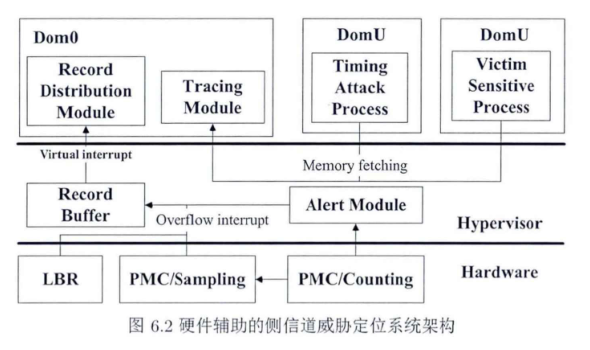 Dom0
Record
Distribution
Module
Tracing
Module
DomU
Timing
Attack
Process
DomU
Victim
Sensitive
Process
Virtual interrupt
Memory fetching
Record
Buffer
Overflow interrupt
Alert Module
Hypervisor
LBR
PMC/Sampling
PMC/Counting
Hardware
图 6.2 硬件辅助的侧信道威胁定位系统架构